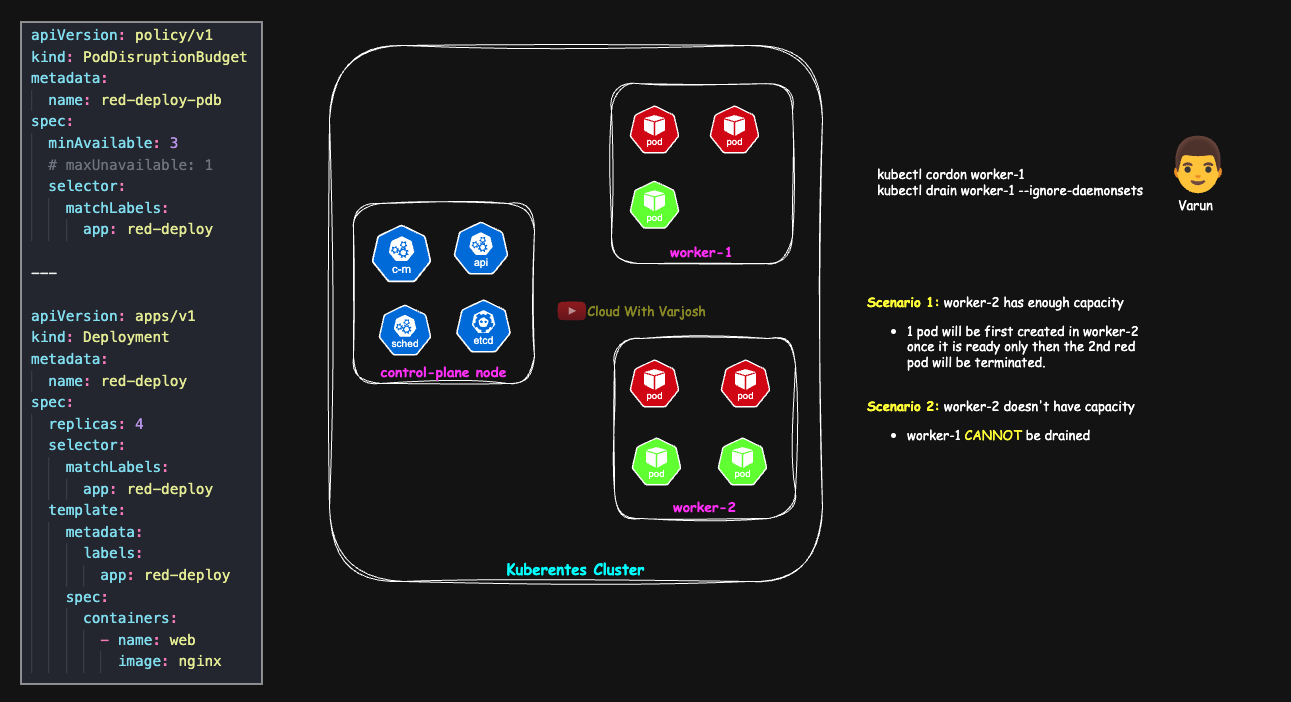 apiVersion: policy/v1
kind: PodDisruptionBudget
metadata:
  name: red-deploy-pdb
spec:
  minAvailable: 3
  # maxUnavailable: 1
  selector:
    matchLabels:
      app: red-deploy
---
apiVersion: apps/v1
kind: Deployment
metadata:
  name: red-deploy
spec:
  replicas: 4
  selector:
    matchLabels:
      app: red-deploy
  template:
    metadata:
      labels:
        app: red-deploy
    spec:
      containers:
        - name: web
          image: nginx
c-m
api
sched
etcd
control-plane node
pod
pod
pod
worker-1
Cloud With Varjosh
pod
pod
pod
pod
worker-2
Kuberentes Cluster
kubectl cordon worker-1
kubectl drain worker-1 --ignore-daemonsets
Varun
Scenario 1: worker-2 has enough capacity
• 1 pod will be first created in worker-2
once it is ready only then the 2nd red
pod will be terminated.
Scenario 2: worker-2 doesn't have capacity
• worker-1 CANNOT be drained